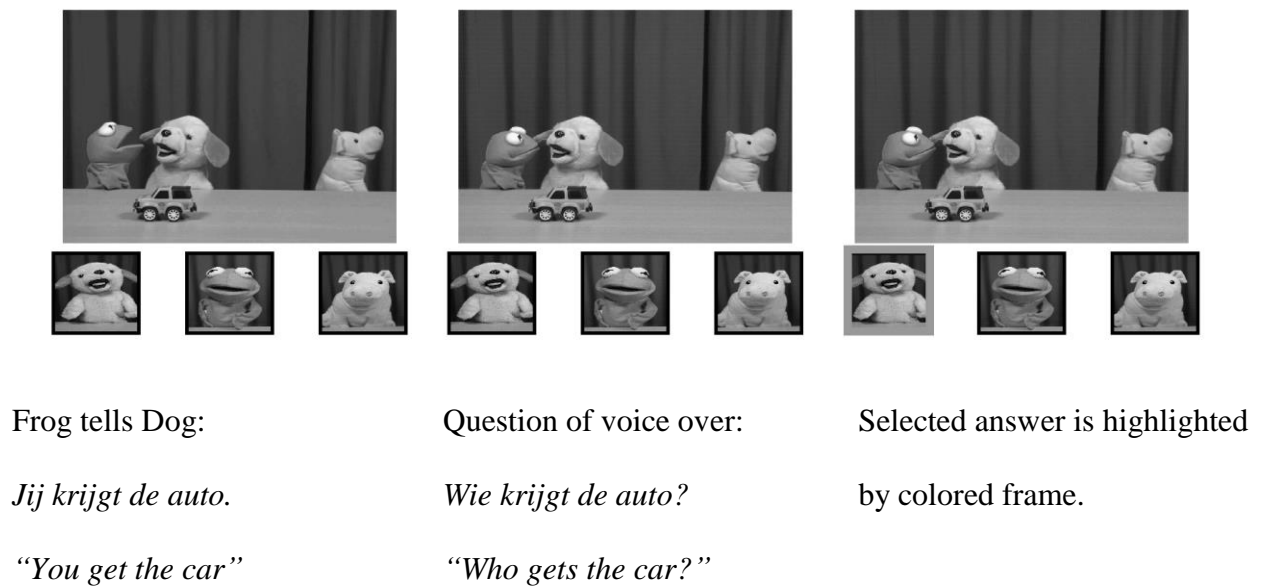 Frog tells Dog:
Jij krijgt de auto.
“You get the car”
Question of voice over:
Wie krijgt de auto?
“Who gets the car?”
Selected answer is highlighted
by colored frame.